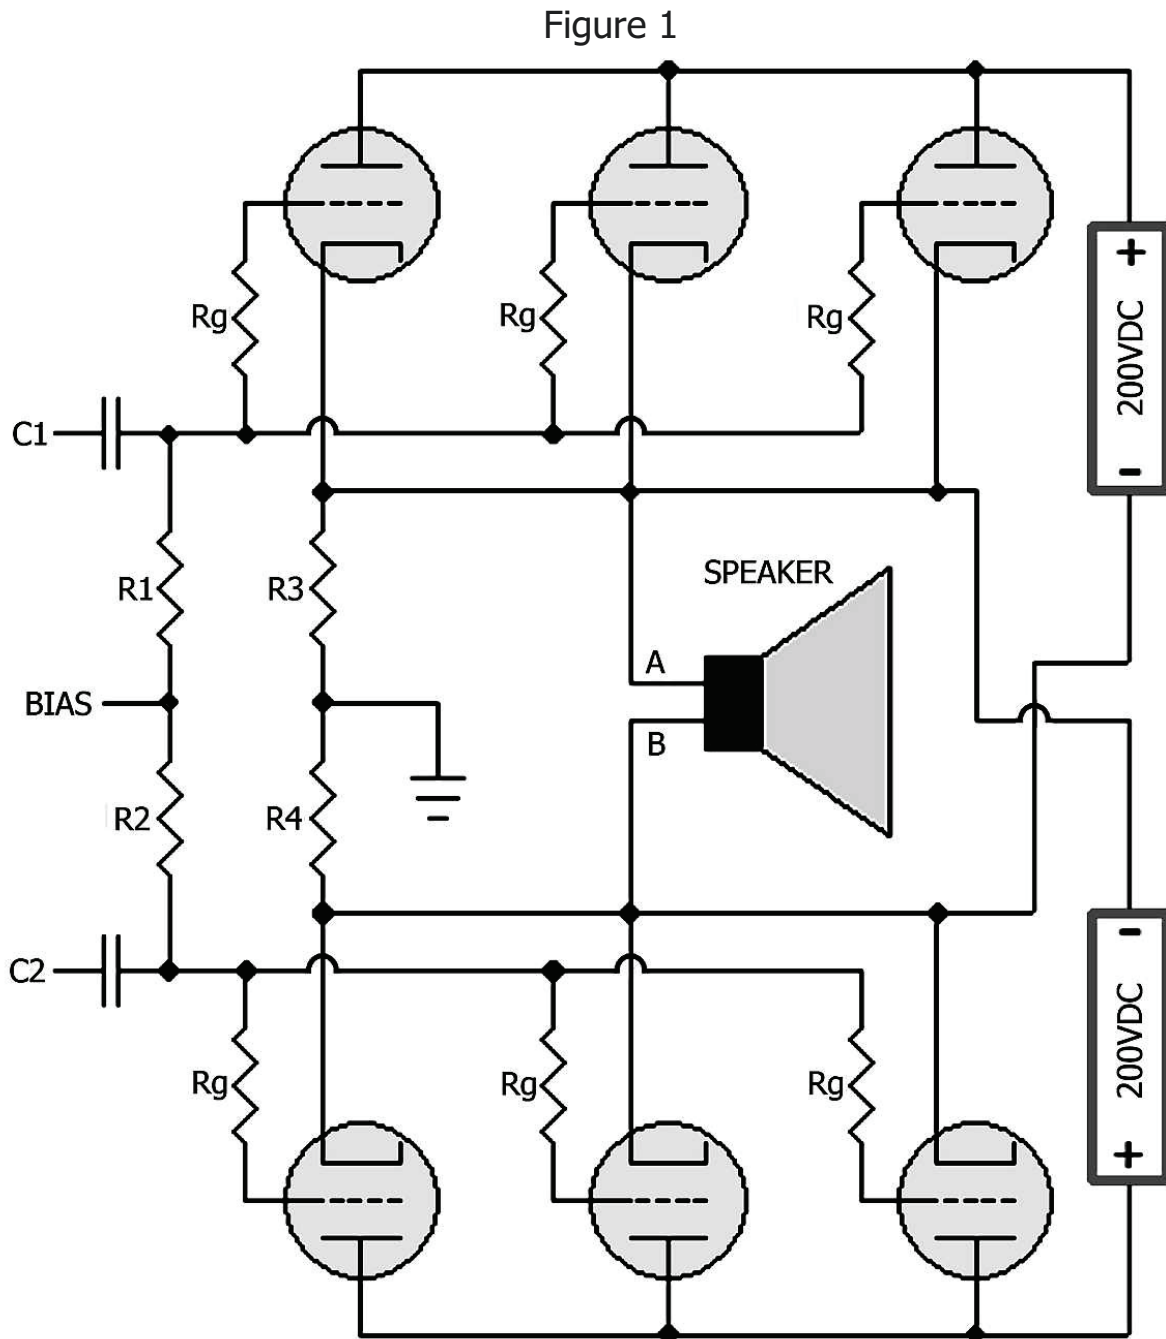 Figure 1
Rg
Rg
Rg
+
200VDC
-
C1
SPEAKER
R1
R3
A
BIAS
B
R2
R4
-
200VDC
+
C2
Rg
Rg
Rg